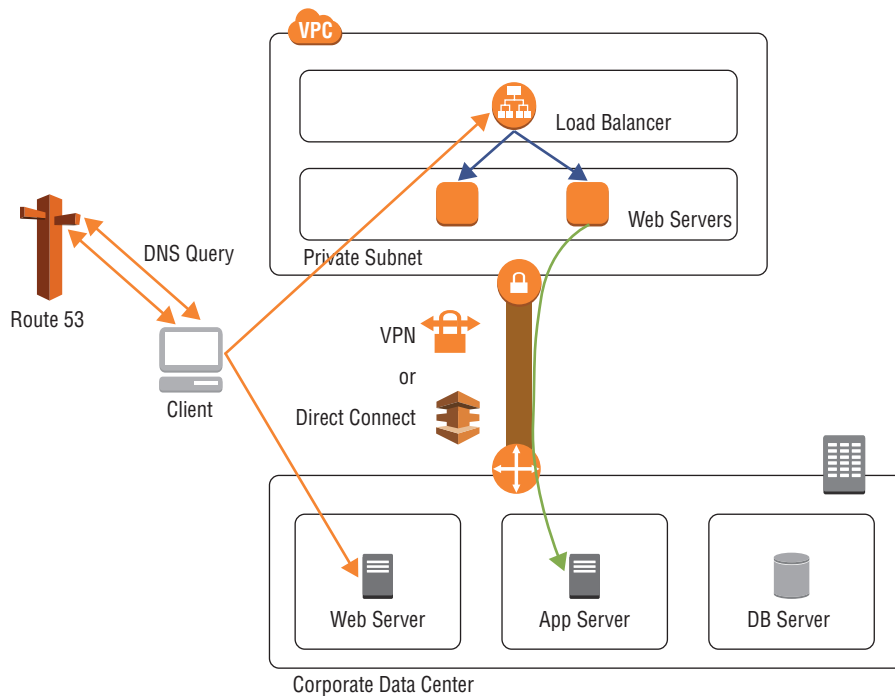 VPC
Load Balancer
Web Servers
Private Subnet
DNS Query
Route 53
Client
VPN
or
Direct Connect
Web Server
App Server
DB Server
Corporate Data Center